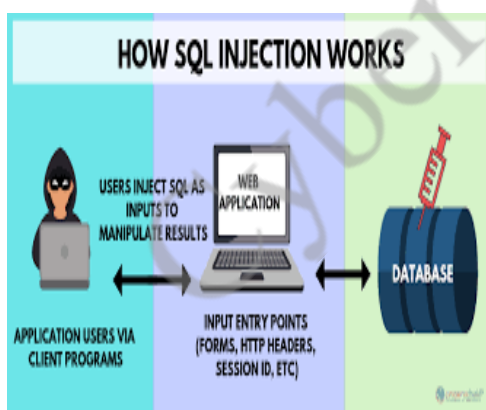 HOW SQL INJECTION WORKS
USERS INJECT SQL AS
INPUTS TO
MANIPULATE RESULTS
WEB
APPLICATION
DATABASE
APPLICATION USERS VIA
CLIENT PROGRAMS
INPUT ENTRY POINTS
(FORMS, HTTP HEADERS,
SESSION ID, ETC)
Cyber